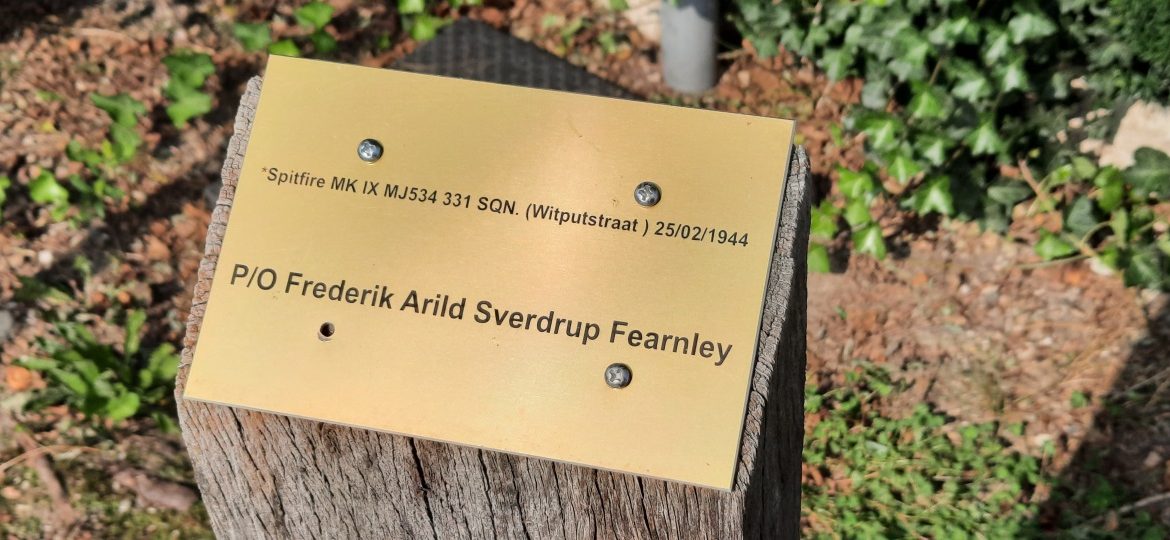 *Spitfire MK IX MJ534 331 SQN. (Witputstraat ) 25/02/1944
P/O Frederik Arild Sverdrup Fearnley